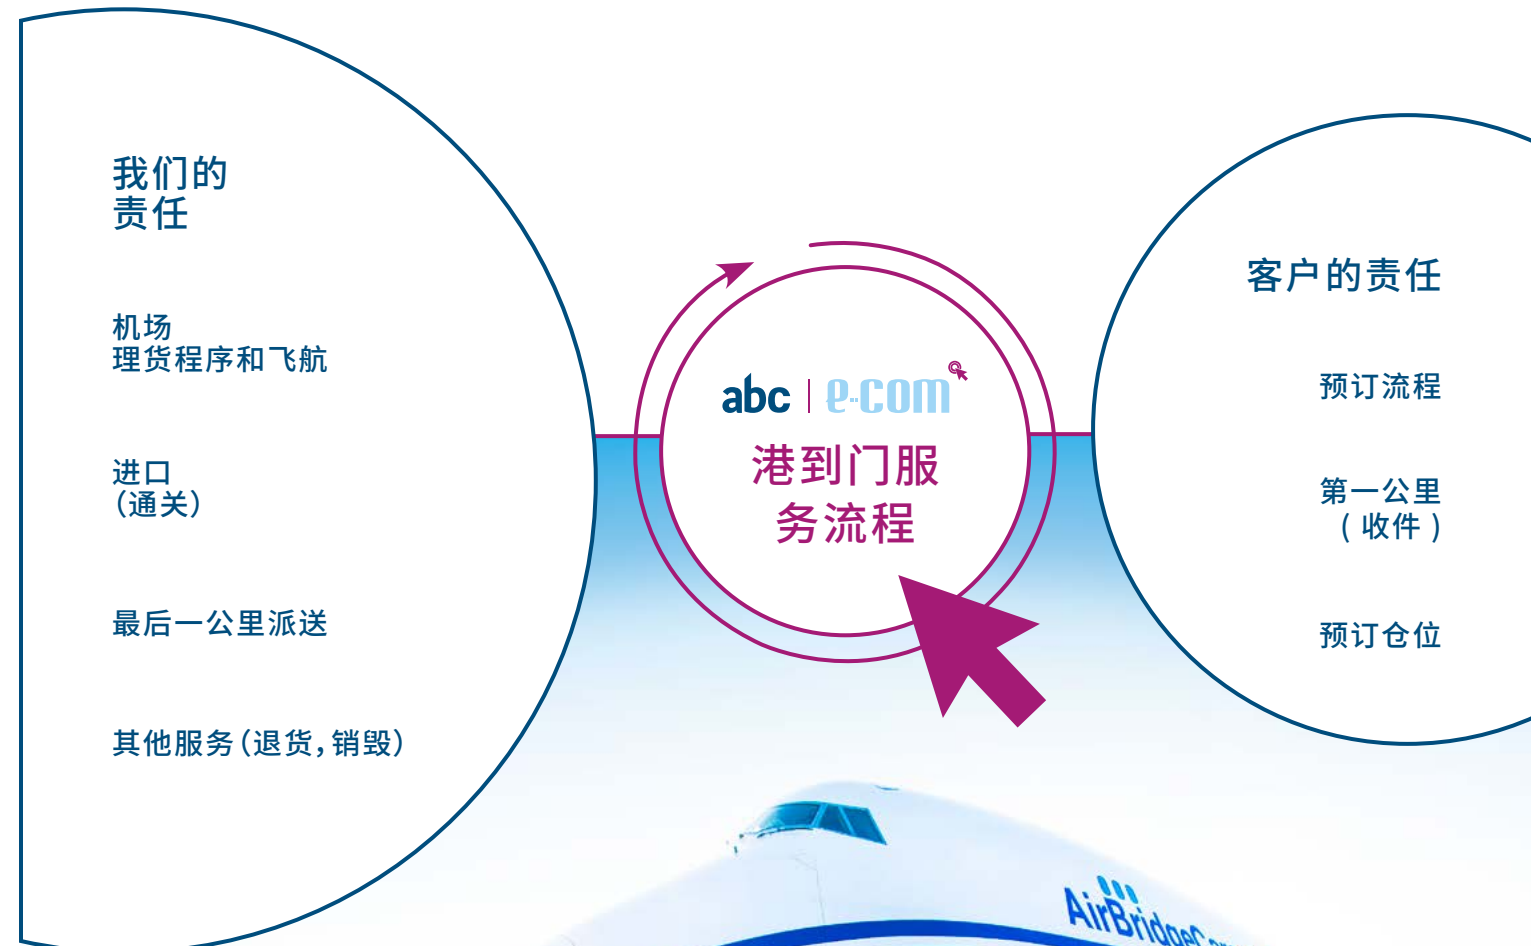 我们的
责任
机场
理货程序和飞航
进口
（通关）
最后一公里派送
其他服务（退货，销毁）
abc | e-com
港到门服
务流程
客户的责任
预订流程
第一公里
( 收件 )
预订仓位